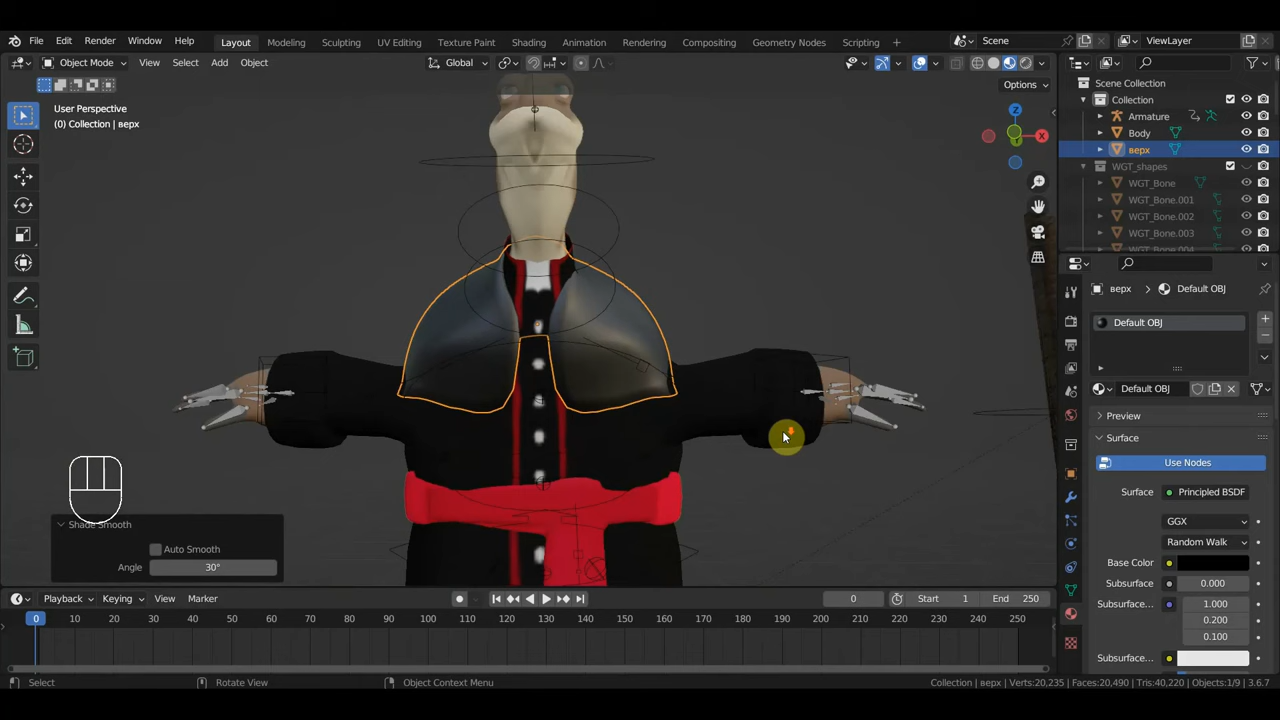 File Edit Render Window Help Layout Modeling Sculpting UV Editing Texture Paint Shading Animation Rendering Compositing Geometry Nodes Scripting + Scene ViewLayer
Object Mode View Select Add Object Global Options
User Perspective
(0) Collection | верх
Z
X
Y
Scene Collection
Collection
Armature
Body
верх
WGT_shapes
WGT_Bone
WGT_Bone.001
WGT_Bone.002
WGT_Bone.003
WGT_Bone.004
верх Default OBJ
Default OBJ
Default OBJ
Preview
Surface
Use Nodes
Surface Principled BSDF
GGX
Random Walk
Base Color
Subsurface 0.000
Subsurface... 1.000
0.200
0.100
Subsurface...
Shade Smooth
Auto Smooth
Angle 30°
Playback Keying View Marker 0 Start 1 End 250
0 10 20 30 40 50 60 70 80 90 100 110 120 130 140 150 160 170 180 190 200 210 220 230 240 250
Select Rotate View Object Context Menu Collection | верх | Verts:20,235 | Faces:20,490 | Tris:40,220 | Objects:1/9 | 3.6.7